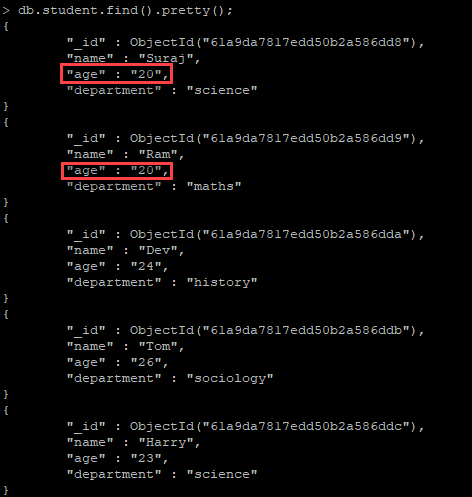 > db.student.find().pretty();
{
        "_id" : ObjectId("61a9da7817edd50b2a586dd8"),
        "name" : "Suraj",
        "age" : "20",
        "department" : "science"
}
{
        "_id" : ObjectId("61a9da7817edd50b2a586dd9"),
        "name" : "Ram",
        "age" : "20",
        "department" : "maths"
}
{
        "_id" : ObjectId("61a9da7817edd50b2a586dda"),
        "name" : "Dev",
        "age" : "24",
        "department" : "history"
}
{
        "_id" : ObjectId("61a9da7817edd50b2a586ddb"),
        "name" : "Tom",
        "age" : "26",
        "department" : "sociology"
}
{
        "_id" : ObjectId("61a9da7817edd50b2a586ddc"),
        "name" : "Harry",
        "age" : "23",
        "department" : "science"
}